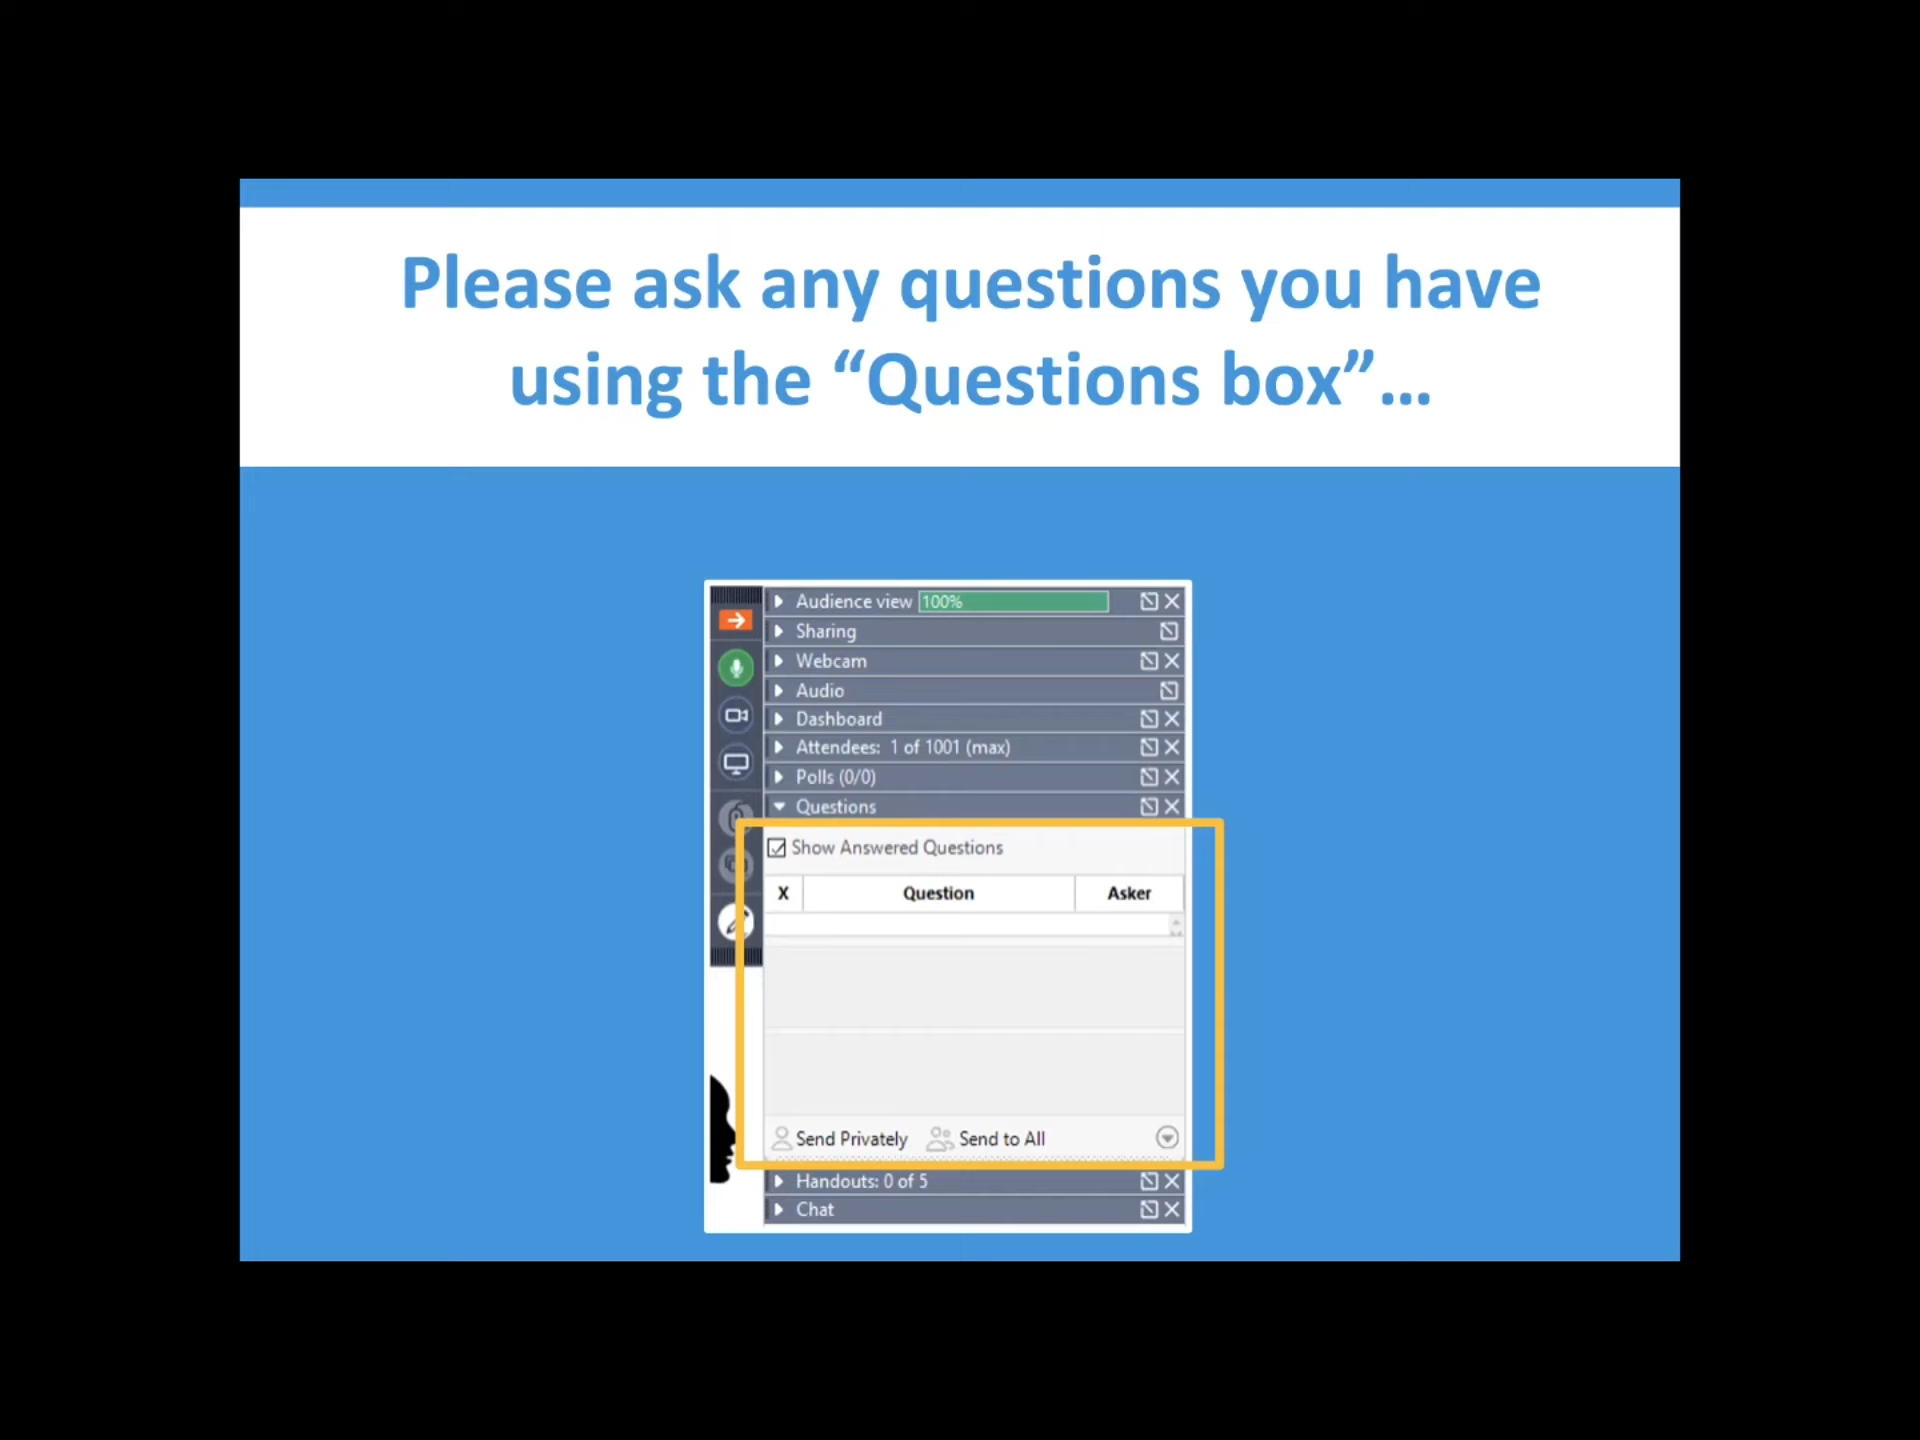 Please ask any questions you have
using the “Questions box”...
Audience view 100%
Sharing
Webcam
Audio
Dashboard
Attendees: 1 of 1001 (max)
Polls (0/0)
Questions
Show Answered Questions
X Question Asker
Send Privately Send to All
Handouts: 0 of 5
Chat